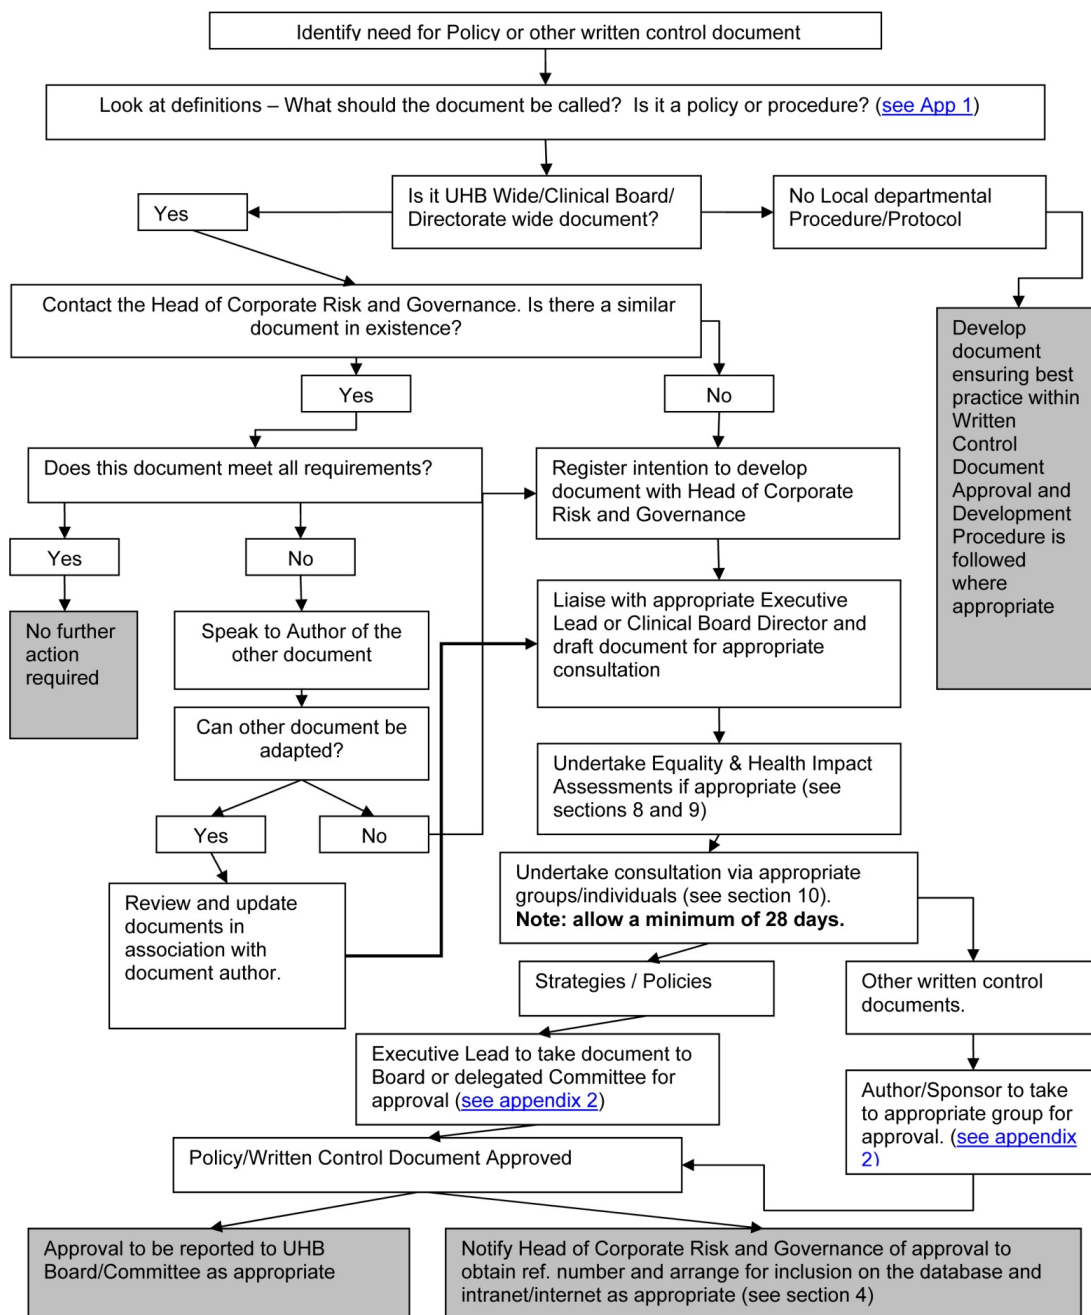 Identify need for Policy or other written control document
Look at definitions – What should the document be called?  Is it a policy or procedure? (see App 1)
Is it UHB Wide/Clinical Board/
Directorate wide document?
Yes
No Local departmental
Procedure/Protocol
Contact the Head of Corporate Risk and Governance. Is there a similar
document in existence?
Develop
document
ensuring best
practice within
Written
Control
Document
Approval and
Development
Procedure is
followed
where
appropriate
Yes
No
Does this document meet all requirements?
Register intention to develop
document with Head of Corporate
Risk and Governance
Yes
No
No further
action
required
Speak to Author of the
other document
Liaise with appropriate Executive
Lead or Clinical Board Director and
draft document for appropriate
consultation
Can other document be
adapted?
Undertake Equality & Health Impact
Assessments if appropriate (see
sections 8 and 9)
Yes
No
Review and update
documents in
association with
document author.
Undertake consultation via appropriate
groups/individuals (see section 10).
Note: allow a minimum of 28 days.
Strategies / Policies
Other written control
documents.
Executive Lead to take document to
Board or delegated Committee for
approval (see appendix 2)
Author/Sponsor to take
to appropriate group for
approval. (see appendix
2)
Policy/Written Control Document Approved
Approval to be reported to UHB
Board/Committee as appropriate
Notify Head of Corporate Risk and Governance of approval to
obtain ref. number and arrange for inclusion on the database and
intranet/internet as appropriate (see section 4)